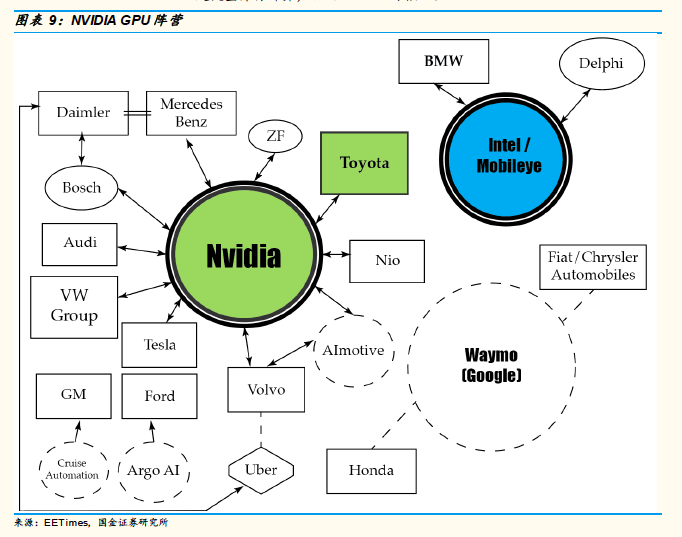 图表 9：NVIDIA GPU 阵营
BMW
Delphi
Daimler
Mercedes
Benz
ZF
Toyota
Intel /
Mobileye
Bosch
Audi
Nvidia
Nio
Fiat/Chrysler
Automobiles
VW
Group
Tesla
AImotive
Waymo
(Google)
GM
Ford
Volvo
Cruise
Automation
Argo AI
Uber
Honda
来源：EETimes，国金证券研究所